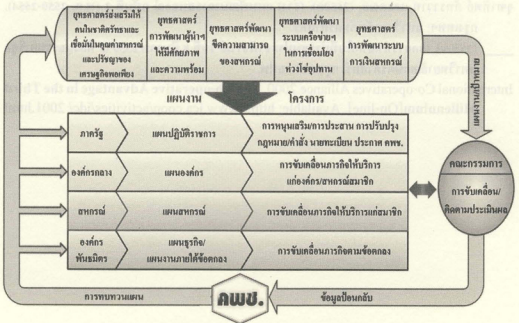 ยุทธศาสตร์ส่งเสริมให้
คนในชาติศรัทธาและ
เชื่อมั่นในคุณค่าสหกรณ์
และปรัชญาของ
เศรษฐกิจพอเพียง
ยุทธศาสตร์
การพัฒนาผู้นำฯ
ให้มีศักยภาพ
และความพร้อม
ยุทธศาสตร์พัฒนา
ขีดความสามารถ
ของสหกรณ์
ยุทธศาสตร์พัฒนา
ระบบเครือข่ายฯ
ในการเชื่อมโยง
ห่วงโซ่อุปทาน
ยุทธศาสตร์
การพัฒนาระบบ
การเงินสหกรณ์
แผนงาน
โครงการ
ภาครัฐ
แผนปฏิบัติราชการ
การหนุนเสริม/การประสาน การปรับปรุง
กฎหมาย/คำสั่ง นายทะเบียน ประกาศ คพช.
องค์กรกลาง
แผนองค์กร
การขับเคลื่อนภารกิจให้บริการ
แก่องค์กร/สหกรณ์สมาชิก
สหกรณ์
แผนสหกรณ์
การขับเคลื่อนภารกิจให้บริการแก่สมาชิก
องค์กร
พันธมิตร
แผนธุรกิจ/
แผนงานภายใต้ข้อตกลง
การขับเคลื่อนภารกิจตามข้อตกลง
คณะกรรมการ
การขับเคลื่อน/
ติดตามประเมินผล
การทบทวนแผน
คพช.
ข้อมูลป้อนกลับ